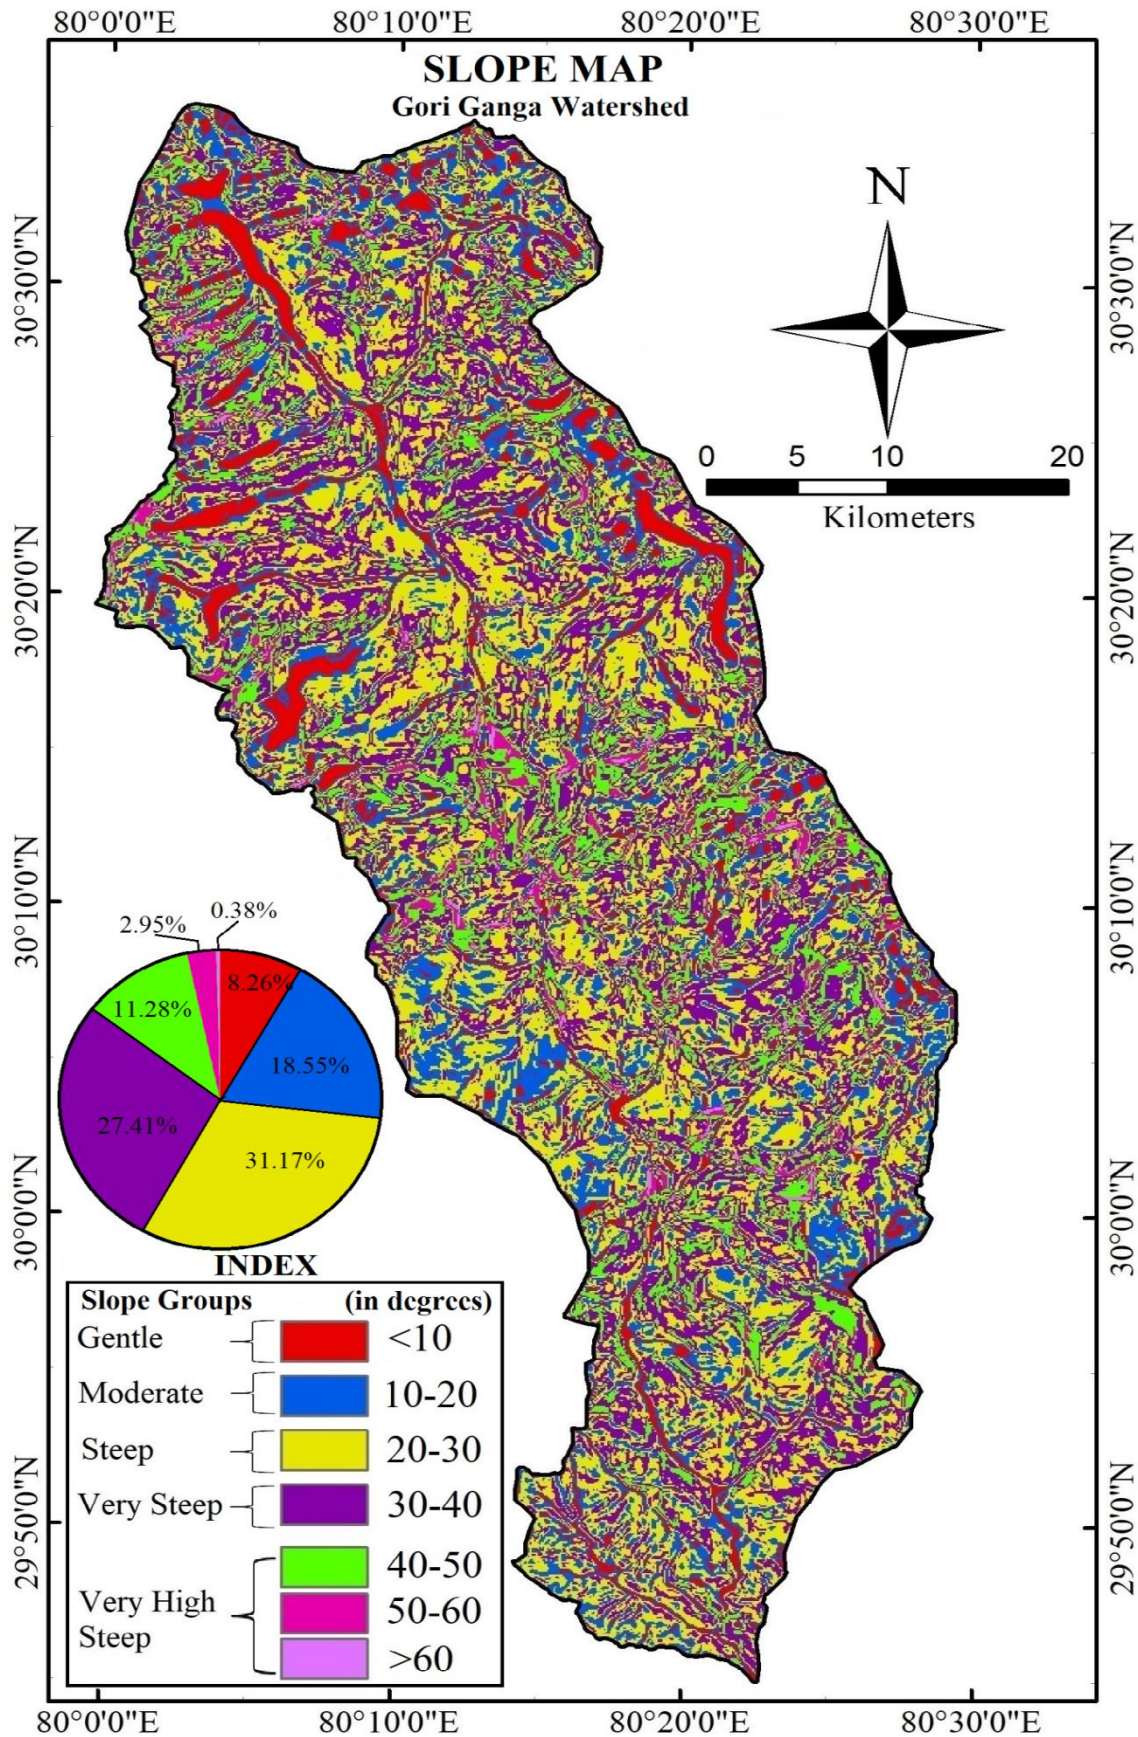 80°0'0"E 80°10'0"E 80°20'0"E 80°30'0"E
SLOPE MAP
Gori Ganga Watershed
N
0 5 10 20
Kilometers
30°30'0"N
30°30'0"N
30°20'0"N
30°20'0"N
30°10'0"N
30°10'0"N
30°0'0"N
30°0'0"N
29°50'0"N
29°50'0"N
2.95% 0.38%
8.26%
11.28%
18.55%
27.41%
31.17%
INDEX
Slope Groups (in degrees)
Gentle <10
Moderate 10-20
Steep 20-30
Very Steep 30-40
40-50
Very High 50-60
Steep
>60
80°0'0"E 80°10'0"E 80°20'0"E 80°30'0"E